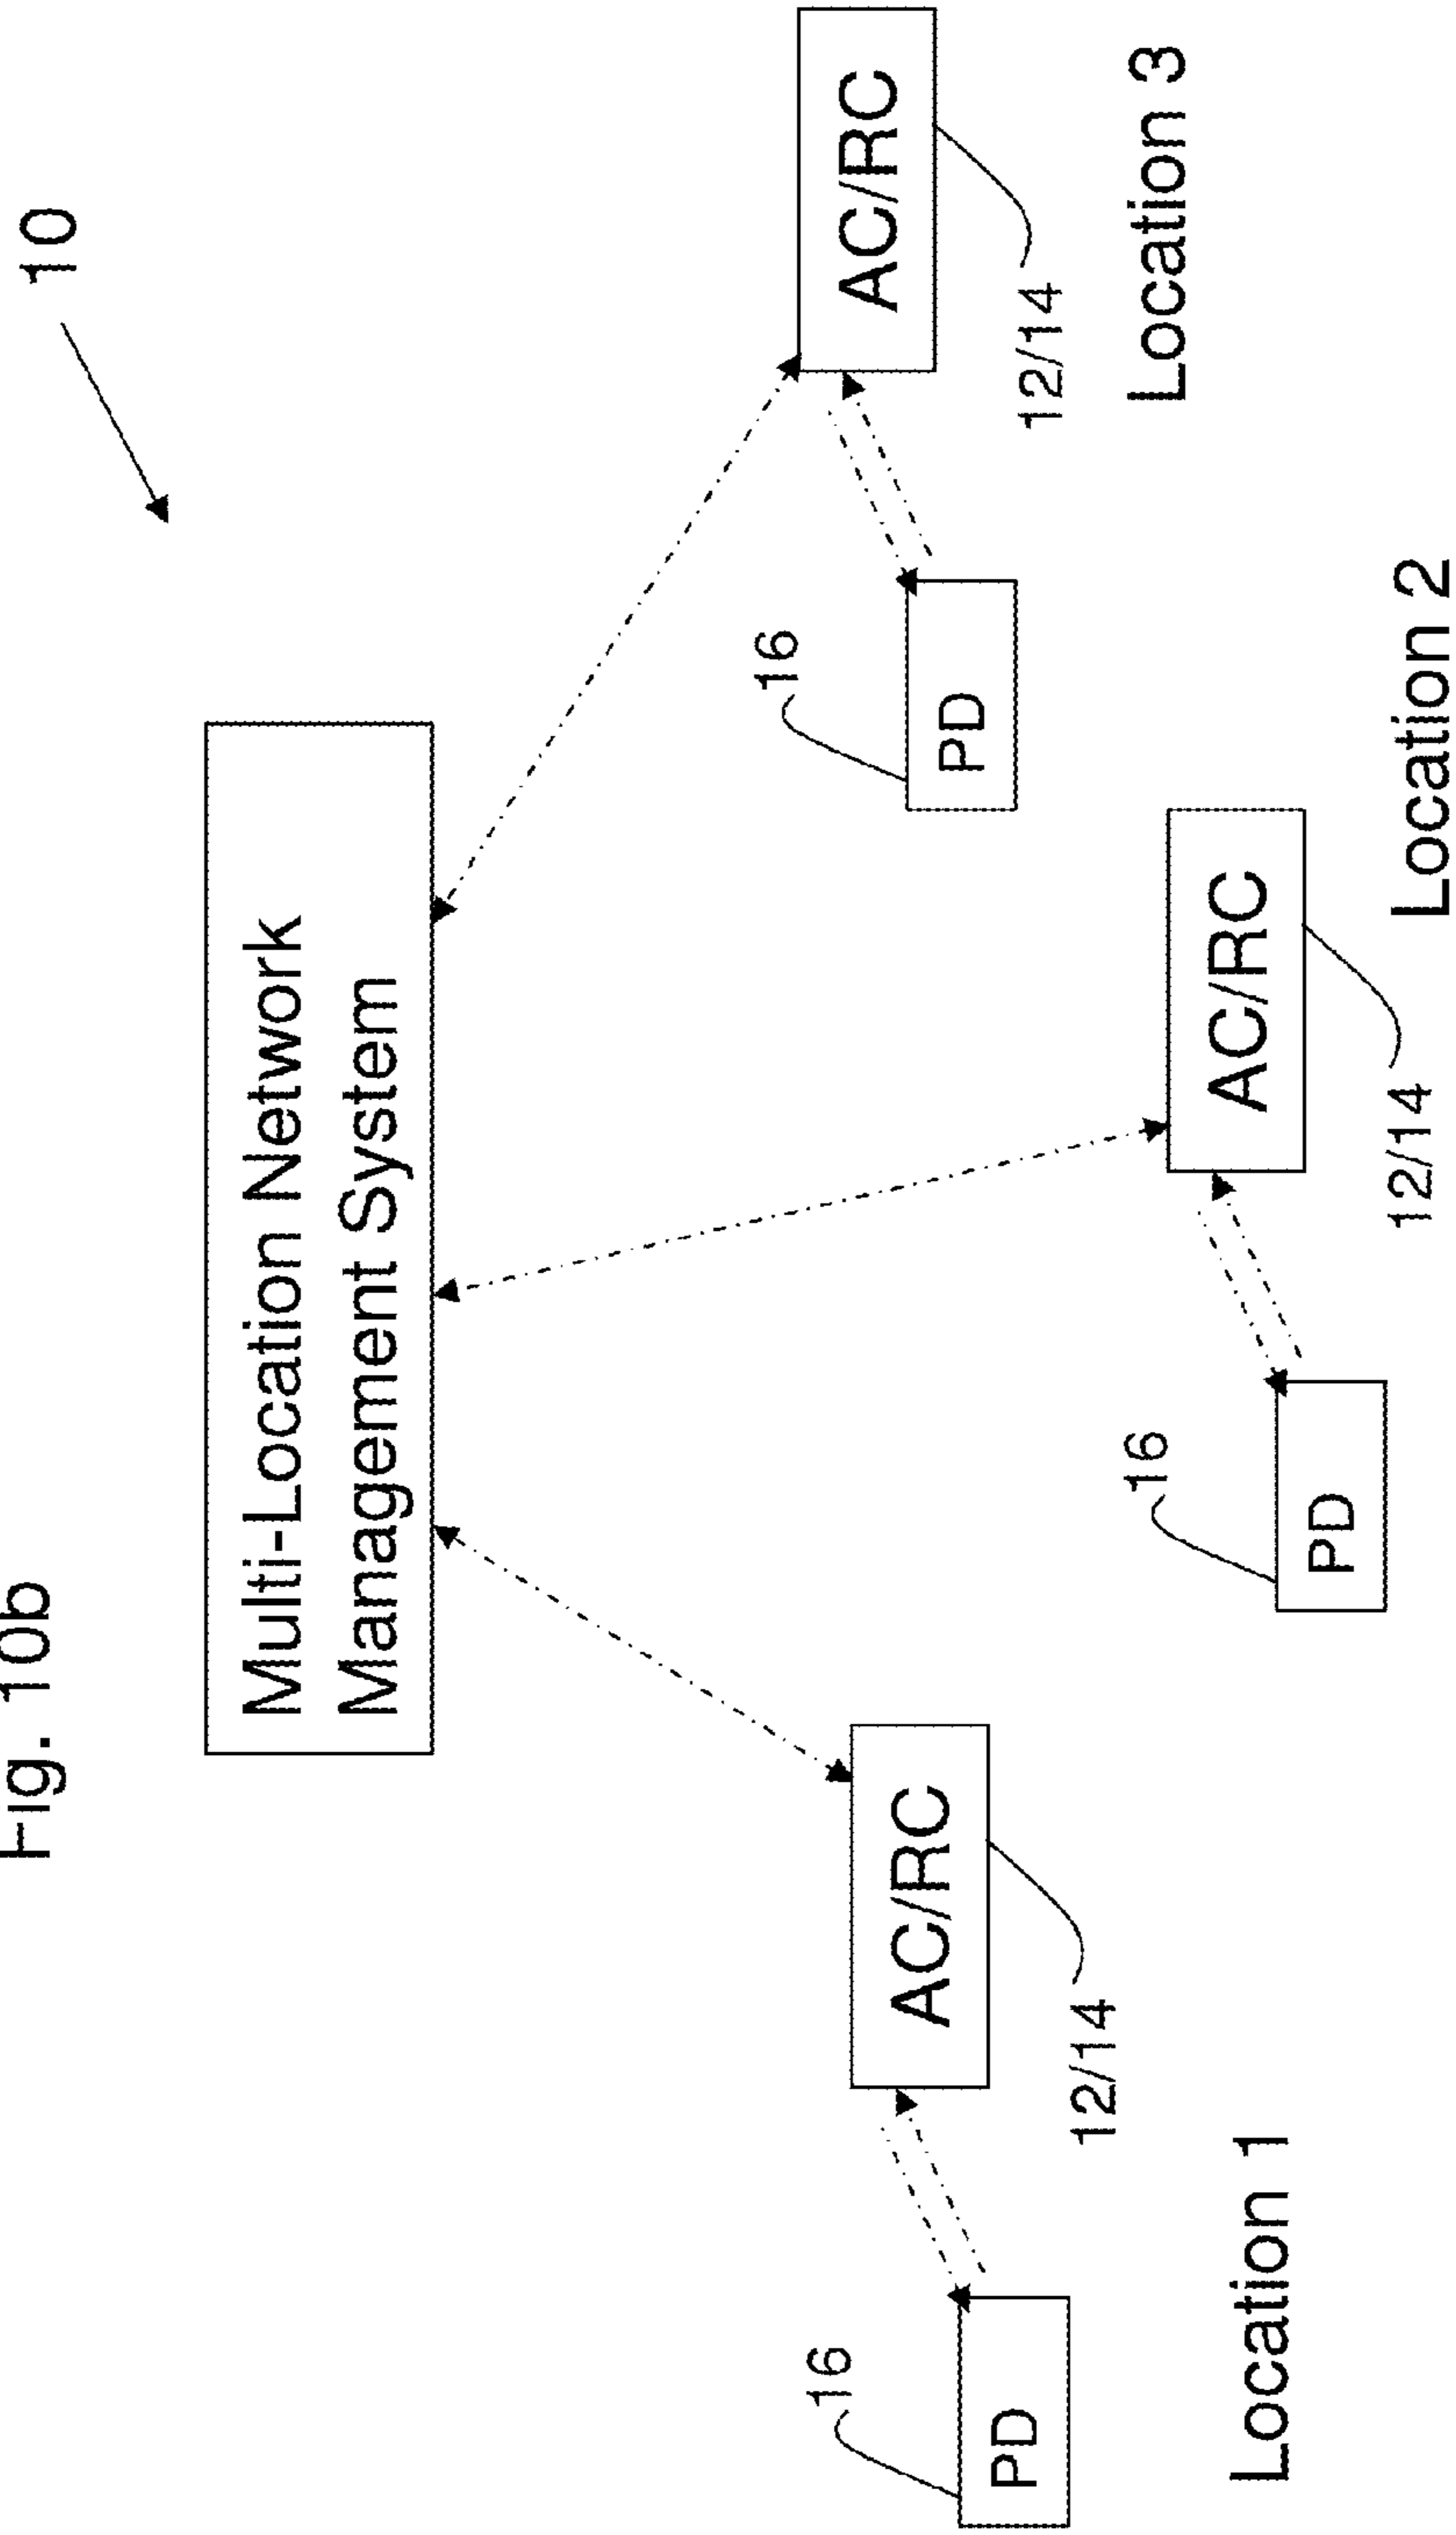 Fig. 10b
10
Multi-Location Network
Management System
16
PD
AC/RC
12/14
Location 1
16
PD
AC/RC
12/14
Location 2
16
PD
AC/RC
12/14
Location 3